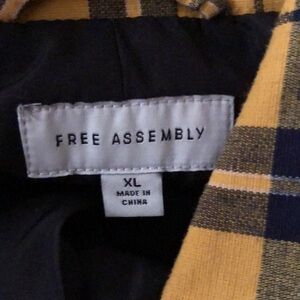 FREE ASSEMBLY
XL
MADE IN
CHINA